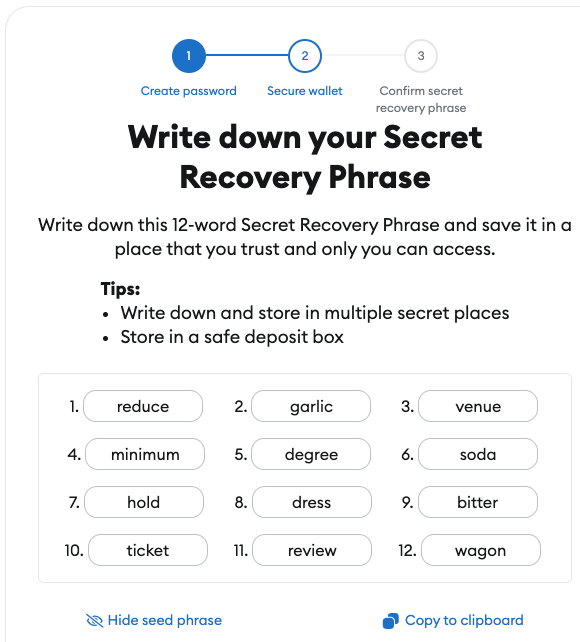 1 2 3
Create password Secure wallet Confirm secret
recovery phrase
Write down your Secret
Recovery Phrase
Write down this 12-word Secret Recovery Phrase and save it in a
place that you trust and only you can access.
Tips:
• Write down and store in multiple secret places
• Store in a safe deposit box
1. reduce 2. garlic 3. venue
4. minimum 5. degree 6. soda
7. hold 8. dress 9. bitter
10. ticket 11. review 12. wagon
Hide seed phrase Copy to clipboard